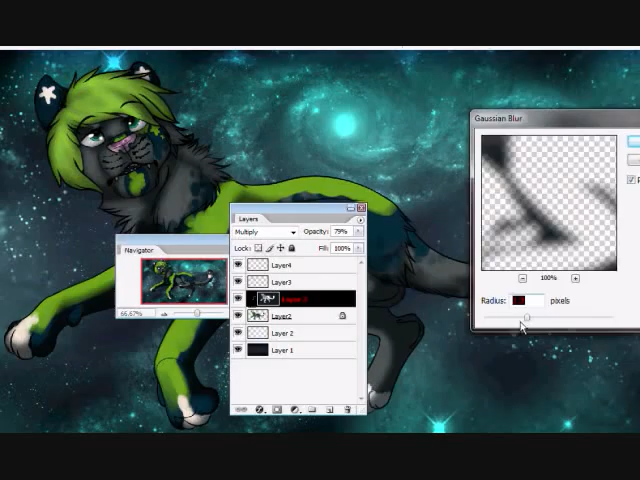 Gaussian Blur
100%
Radius:
pixels
Layers
Multiply
Opacity: 79%
Lock:
Fill: 100%
Layer4
Layer3
Layer2
Layer 2
Layer 1
Navigator
66,67%